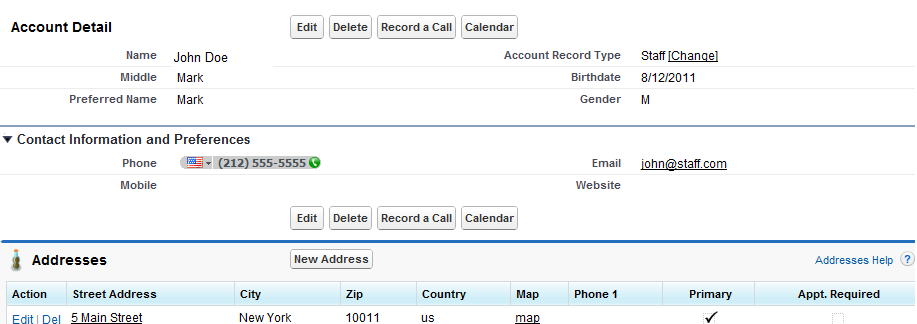 Account Detail Edit Delete Record a Call Calendar
Name John Doe Account Record Type Staff [Change]
Middle Mark Birthdate 8/12/2011
Preferred Name Mark Gender M
Contact Information and Preferences
Phone (212) 555-5555 Email john@staff.com
Mobile Website
Edit Delete Record a Call Calendar
Addresses New Address Addresses Help ?
Action Street Address City Zip Country Map Phone 1 Primary Appt. Required
Edit | Del 5 Main Street New York 10011 us map